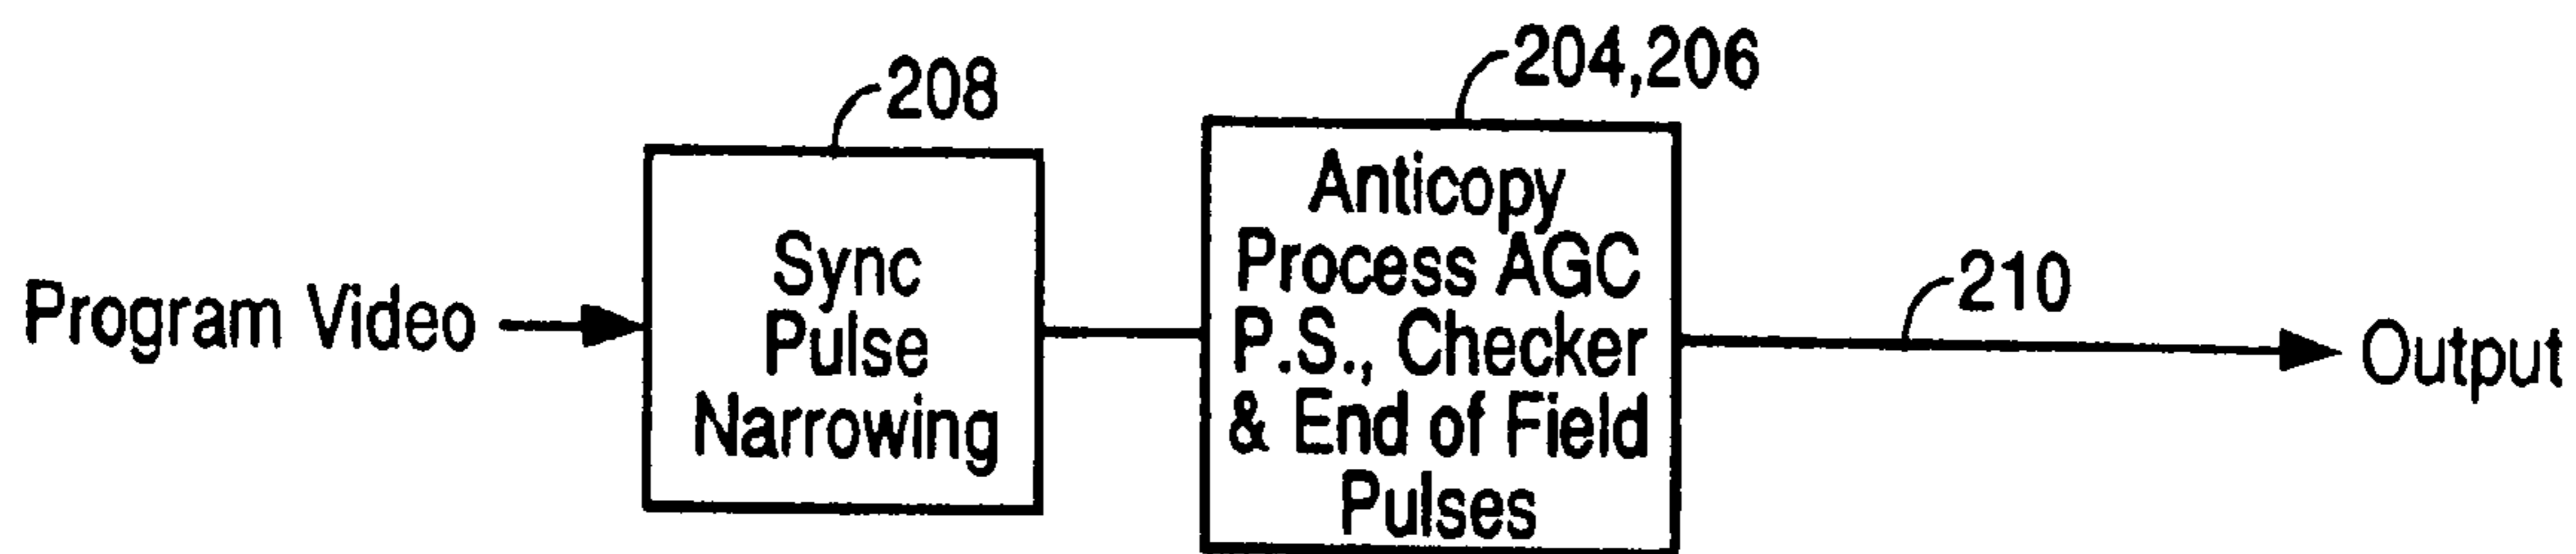 208
204,206
Program Video
Sync
Pulse
Narrowing
Anticopy
Process AGC
P.S., Checker
& End of Field
Pulses
210
Output